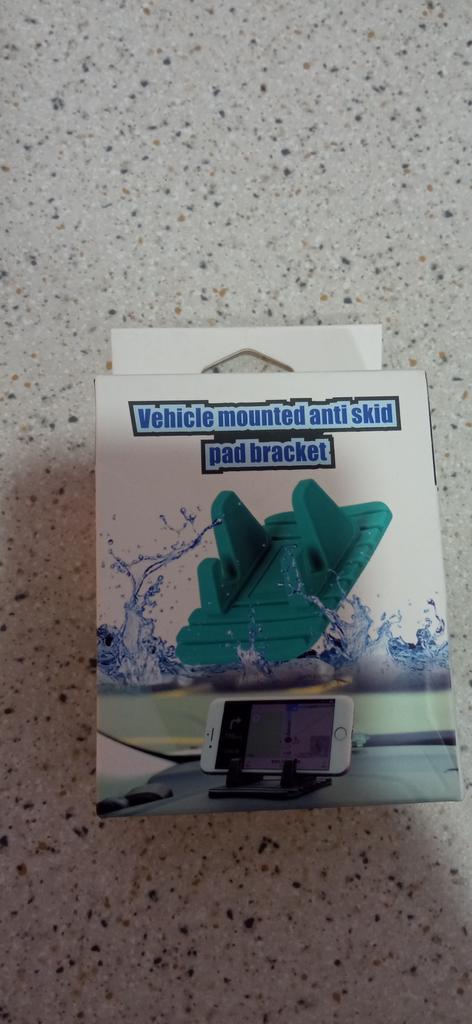 Vehicle mounted anti skid
pad bracket